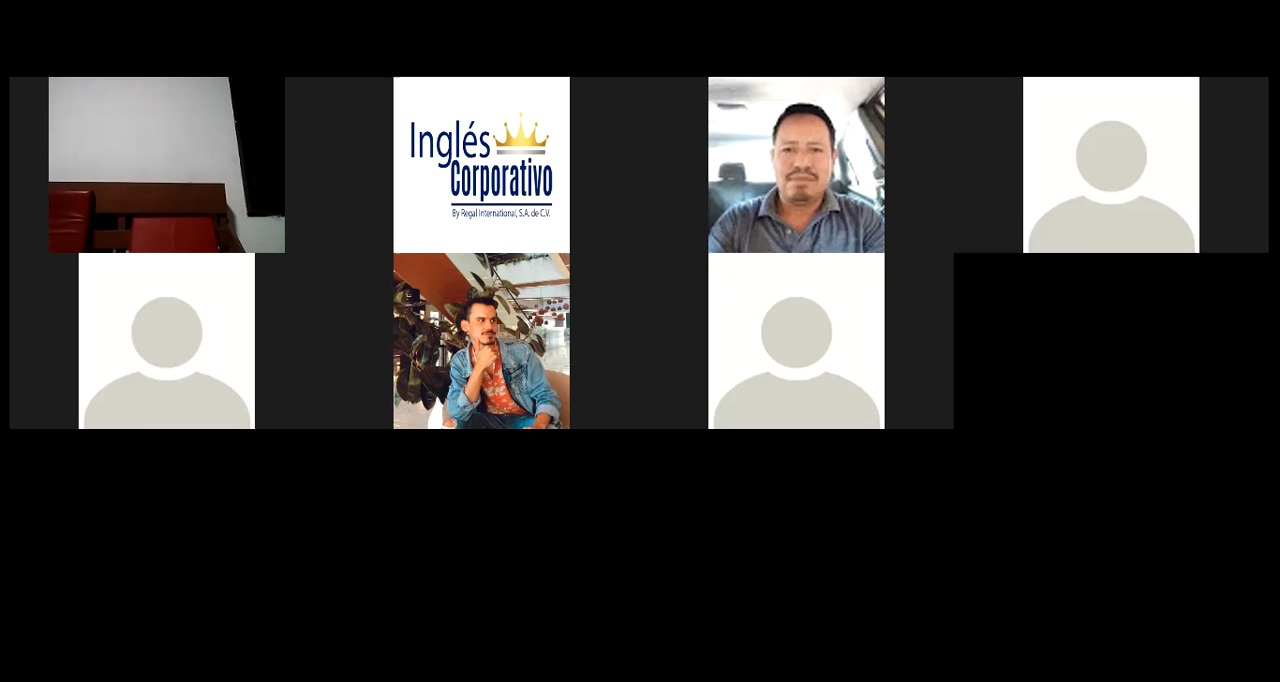 Inglés
Corporativo
By Regal International, S.A. de C.V.